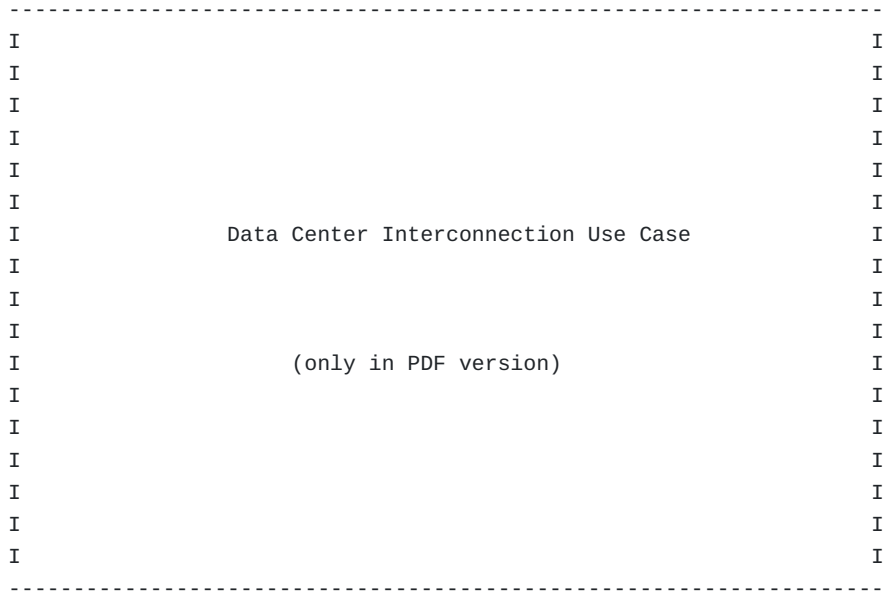 --------------------------------------------------------------------
I                                                                  I
I                                                                  I
I                                                                  I
I                                                                  I
I                                                                  I
I                                                                  I
I                Data Center Interconnection Use Case              I
I                                                                  I
I                                                                  I
I                                                                  I
I                     (only in PDF version)                        I
I                                                                  I
I                                                                  I
I                                                                  I
I                                                                  I
I                                                                  I
I                                                                  I
--------------------------------------------------------------------